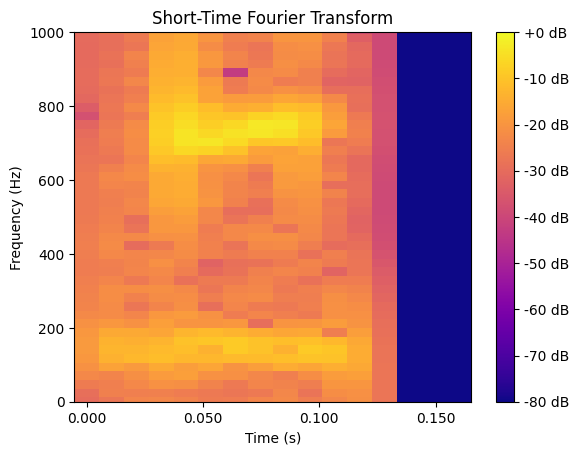 Short-Time Fourier Transform
1000
800
600
400
200
0
Frequency (Hz)
0.000
0.050
0.100
0.150
Time (s)
+0 dB
-10 dB
-20 dB
-30 dB
-40 dB
-50 dB
-60 dB
-70 dB
-80 dB